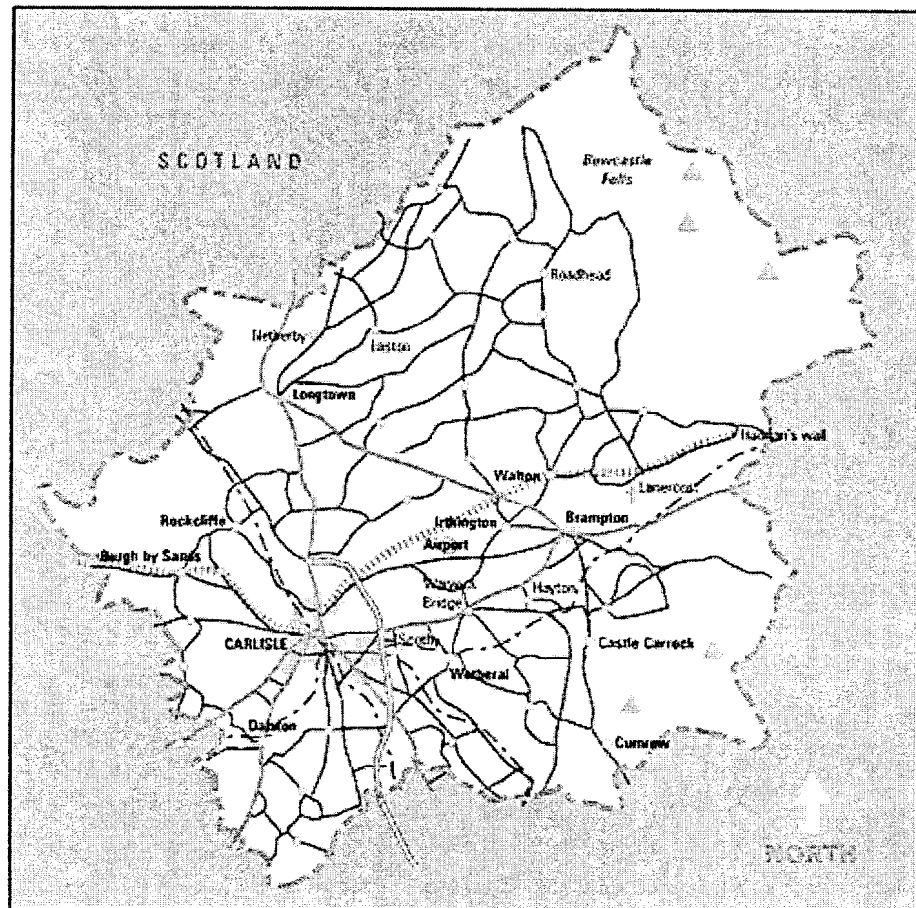 SCOTLAND
Bewcastle
Fells
Roadhead
Netherby
Easton
Longtown
Hadrian's wall
Walton
Lanercost
Rockcliffe
Irthington
Brampton
Airport
Burgh by Sands
Warwick
Bridge
Hayton
CARLISLE
Scotby
Castle Carrock
Wetheral
Dalston
Cumrew
NORTH